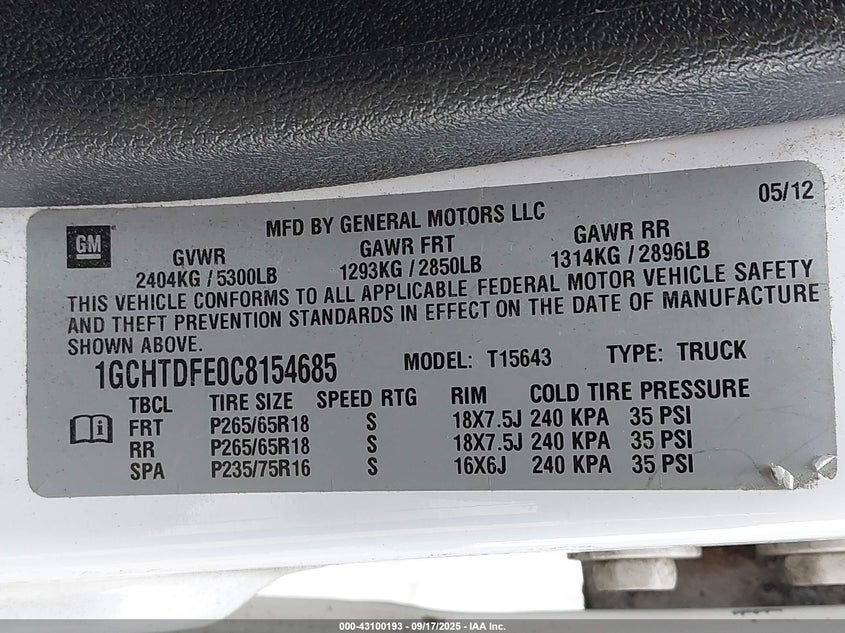 05/12
MFD BY GENERAL MOTORS LLC
GM
GVWR GAWR FRT GAWR RR
2404KG / 5300LB 1293KG / 2850LB 1314KG / 2896LB
THIS VEHICLE CONFORMS TO ALL APPLICABLE FEDERAL MOTOR VEHICLE SAFETY
AND THEFT PREVENTION STANDARDS IN EFFECT ON THE DATE OF MANUFACTURE
SHOWN ABOVE.
1GCHTDFE0C8154685 MODEL: T15643 TYPE: TRUCK
TBCL TIRE SIZE SPEED RTG RIM COLD TIRE PRESSURE
FRT P265/65R18 S 18X7.5J 240 KPA 35 PSI
RR P265/65R18 S 18X7.5J 240 KPA 35 PSI
SPA P235/75R16 S 16X6J 240 KPA 35 PSI
000-43100193 - 09/17/2025 - IAA Inc.